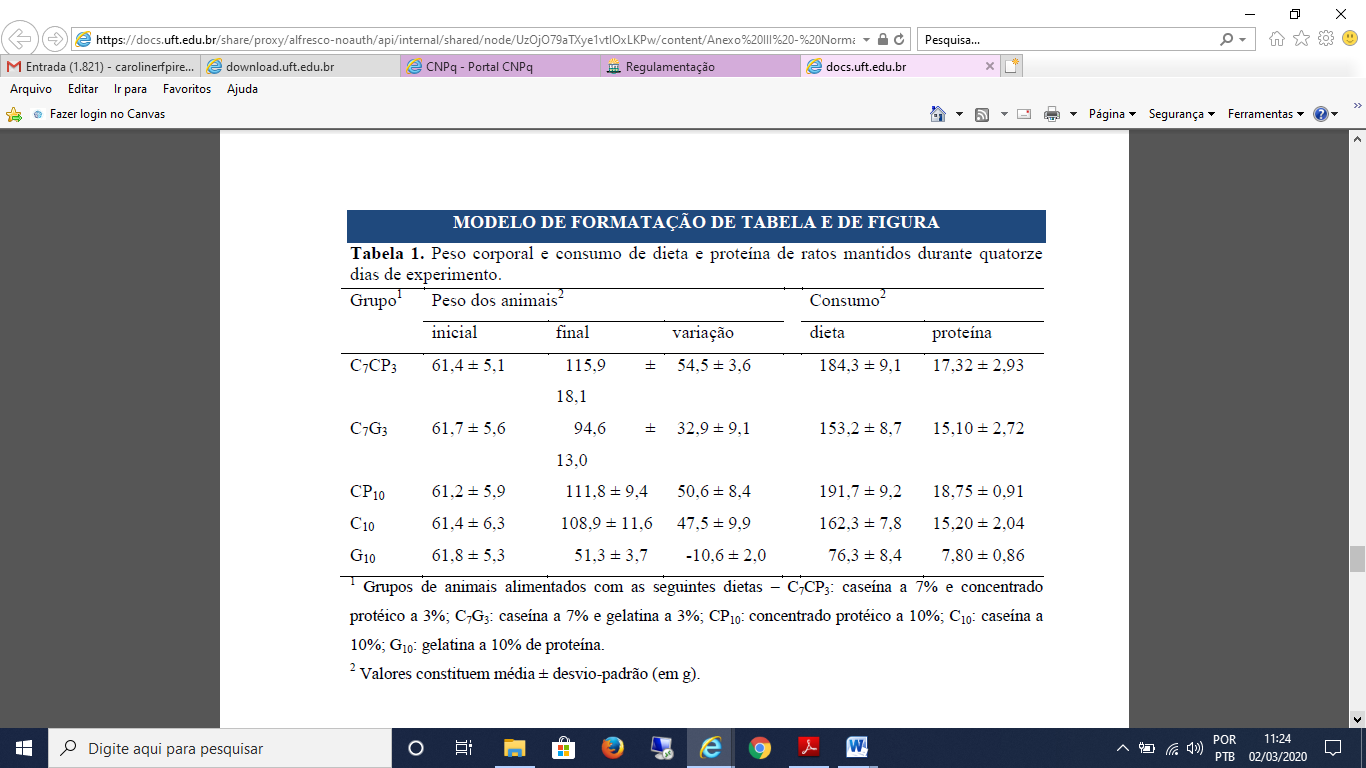 https://docs.uft.edu.br/share/proxy/alfresco-noauth/api/internal/shared/node/UzOjO79aTXye1vtIOxLKPw/content/Anexo%20III%20-%20Norma
Pesquisa...
Entrada (1.821) - carolinerfpire...
download.uft.edu.br
CNPq - Portal CNPq
Regulamentação
docs.uft.edu.br
Arquivo Editar Ir para Favoritos Ajuda
Fazer login no Canvas
Página Segurança Ferramentas
MODELO DE FORMATAÇÃO DE TABELA E DE FIGURA
Tabela 1. Peso corporal e consumo de dieta e proteína de ratos mantidos durante quatorze
dias de experimento.
Grupo¹ Peso dos animais² Consumo²
inicial final variação dieta proteína
C₇CP₃ 61,4 ± 5,1 115,9 ± 54,5 ± 3,6 184,3 ± 9,1 17,32 ± 2,93
18,1
C₇G₃ 61,7 ± 5,6 94,6 ± 32,9 ± 9,1 153,2 ± 8,7 15,10 ± 2,72
13,0
CP₁₀ 61,2 ± 5,9 111,8 ± 9,4 50,6 ± 8,4 191,7 ± 9,2 18,75 ± 0,91
C₁₀ 61,4 ± 6,3 108,9 ± 11,6 47,5 ± 9,9 162,3 ± 7,8 15,20 ± 2,04
G₁₀ 61,8 ± 5,3 51,3 ± 3,7 -10,6 ± 2,0 76,3 ± 8,4 7,80 ± 0,86
¹ Grupos de animais alimentados com as seguintes dietas – C₇CP₃: caseína a 7% e concentrado
protéico a 3%; C₇G₃: caseína a 7% e gelatina a 3%; CP₁₀: concentrado protéico a 10%; C₁₀: caseína a
10%; G₁₀: gelatina a 10% de proteína.
² Valores constituem média ± desvio-padrão (em g).
Digite aqui para pesquisar
POR
PTB
11:24
02/03/2020